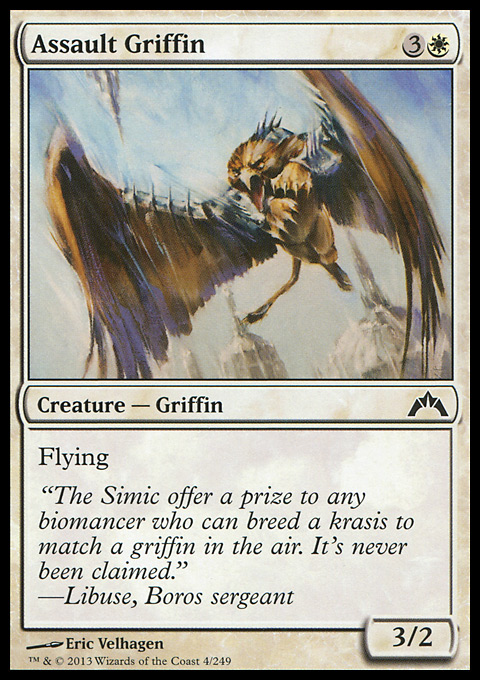 Assault Griffin 3
Creature — Griffin
Flying
“The Simic offer a prize to any
biomancer who can breed a krasis to
match a griffin in the air. It’s never
been claimed.”
—Libuse, Boros sergeant
3/2
Eric Velhagen
™ & © 2013 Wizards of the Coast 4/249